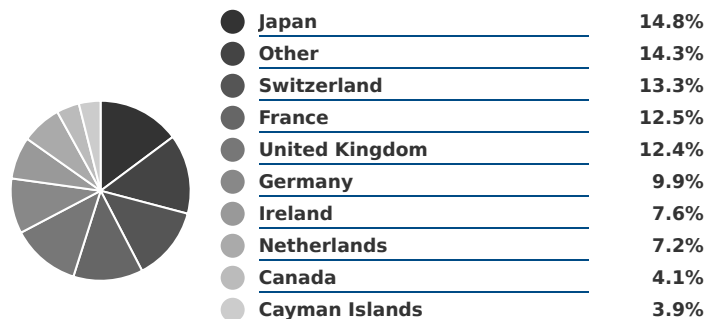 Japan 14.8%
Other 14.3%
Switzerland 13.3%
France 12.5%
United Kingdom 12.4%
Germany 9.9%
Ireland 7.6%
Netherlands 7.2%
Canada 4.1%
Cayman Islands 3.9%